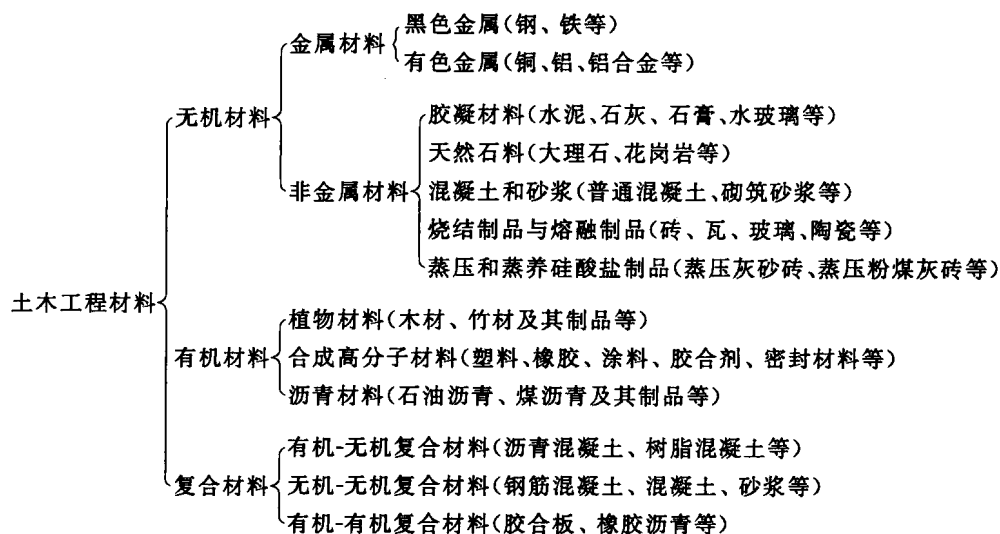 黑色金属(钢、铁等)
金属材料
有色金属(铜、铝、铝合金等)
无机材料
胶凝材料(水泥、石灰、石膏、水玻璃等)
天然石料(大理石、花岗岩等)
非金属材料
混凝土和砂浆(普通混凝土、砌筑砂浆等)
烧结制品与熔融制品(砖、瓦、玻璃、陶瓷等)
蒸压和蒸养硅酸盐制品(蒸压灰砂砖、蒸压粉煤灰砖等)
土木工程材料
植物材料(木材、竹材及其制品等)
有机材料
合成高分子材料(塑料、橡胶、涂料、胶合剂、密封材料等)
沥青材料(石油沥青、煤沥青及其制品等)
有机-无机复合材料(沥青混凝土、树脂混凝土等)
复合材料
无机-无机复合材料(钢筋混凝土、混凝土、砂浆等)
有机-有机复合材料(胶合板、橡胶沥青等)